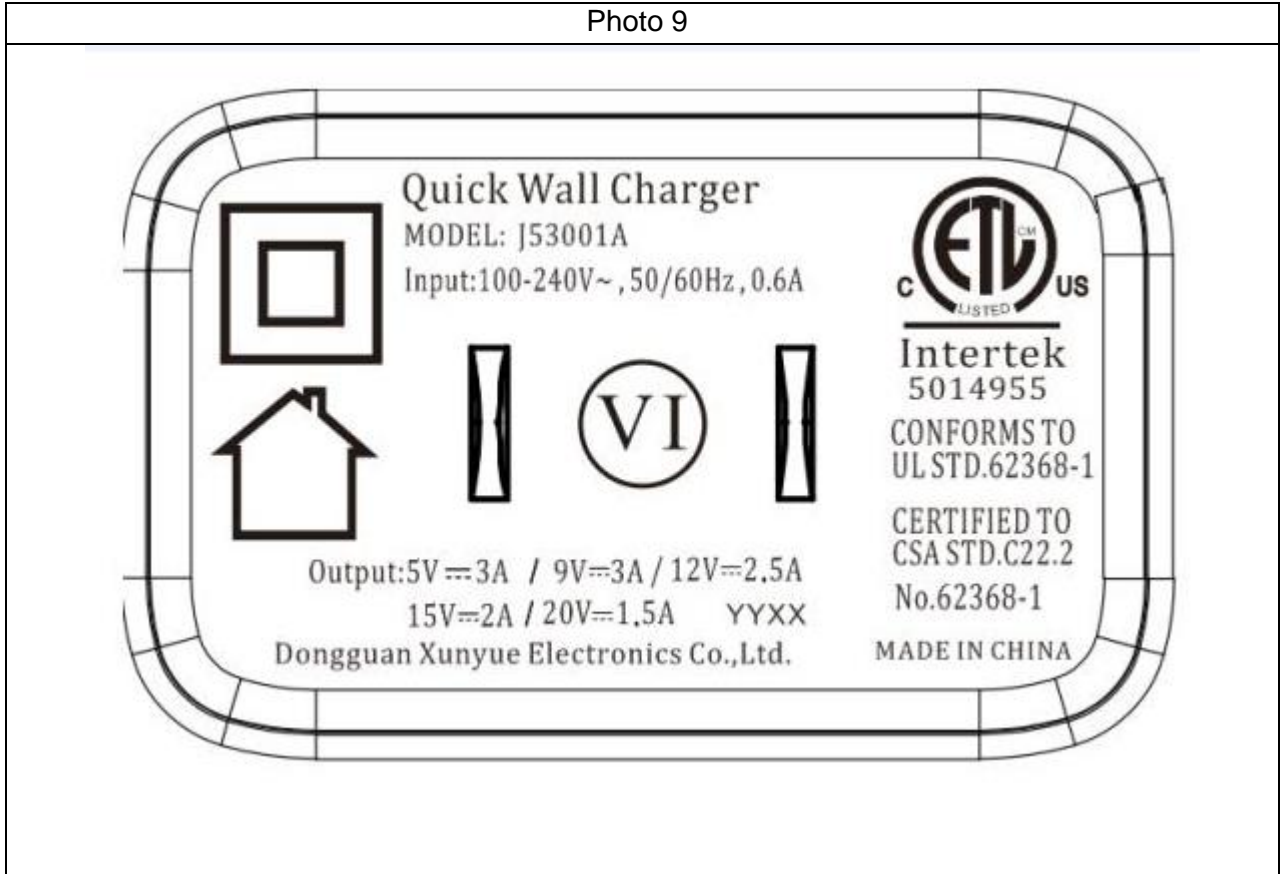 Photo 9
Quick Wall Charger
MODEL: J53001A
Input:100-240V~,50/60Hz,0.6A
C ETL CM US
LISTED
Intertek
5014955
CONFORMS TO
UL STD.62368-1
CERTIFIED TO
CSA STD.C22.2
No.62368-1
VI
Output:5V⎓3A / 9V⎓3A / 12V⎓2.5A
15V⎓2A / 20V⎓1.5A YYXX
Dongguan Xunyue Electronics Co.,Ltd.
MADE IN CHINA